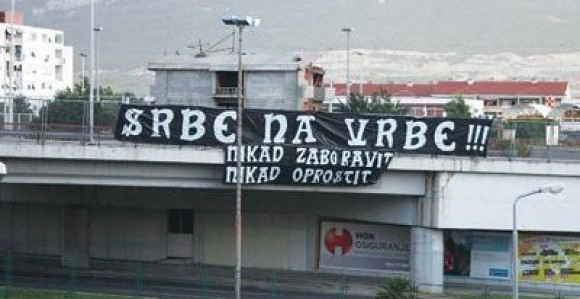 SRBE NA VRBE !!!
NIKAD ZABORAVIT
NIKAD OPROSTIT
HOK
OSIGURANJE